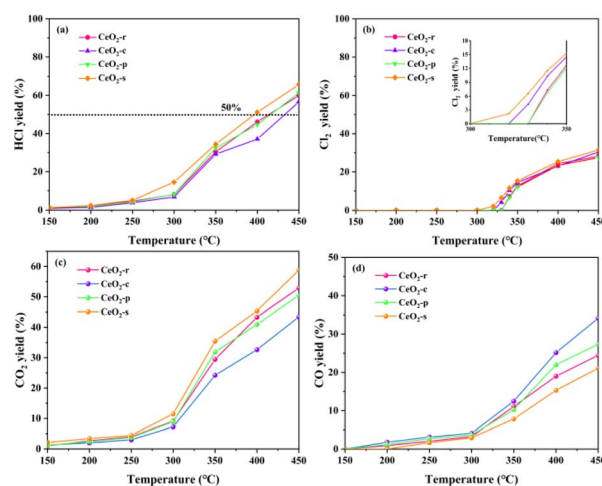 (a)
CeO2-r
CeO2-c
CeO2-p
CeO2-s
50%
HCl yield (%)
100
80
60
40
20
0
150 200 250 300 350 400 450
Temperature (℃)
(b)
CeO2-r
CeO2-c
CeO2-p
CeO2-s
Cl2 yield (%)
100
80
60
40
20
0
150 200 250 300 350 400 450
Temperature (℃)
Cl2 yield (%)
18
15
12
9
6
3
0
300 350
Temperature(℃)
(c)
CeO2-r
CeO2-c
CeO2-p
CeO2-s
CO2 yield (%)
60
50
40
30
20
10
0
150 200 250 300 350 400 450
Temperature (℃)
(d)
CeO2-r
CeO2-c
CeO2-p
CeO2-s
CO yield (%)
50
40
30
20
10
0
150 200 250 300 350 400 450
Temperature (℃)